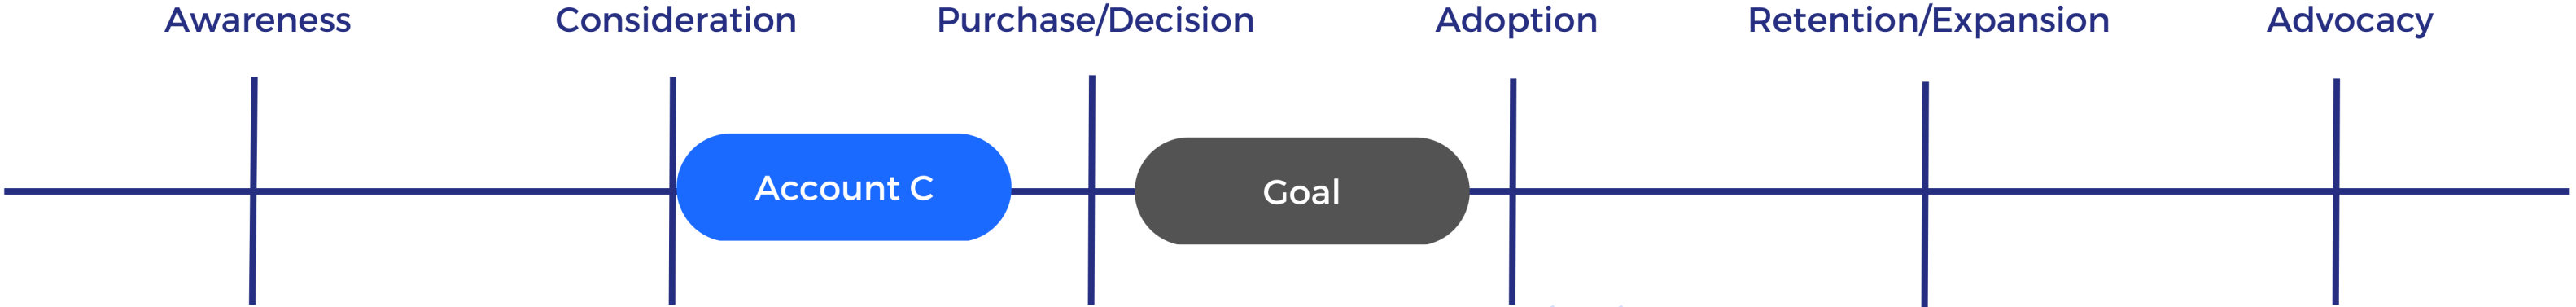 Awareness
Consideration
Purchase/Decision
Adoption
Retention/Expansion
Advocacy
Account C
Goal